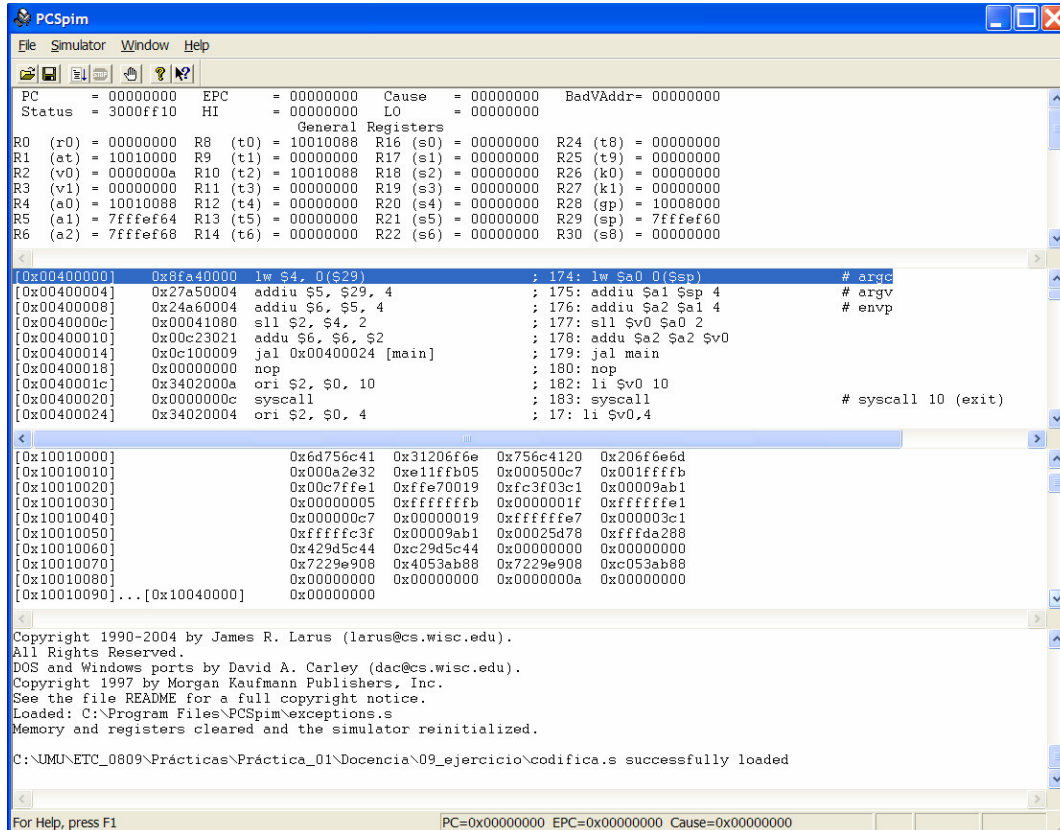 PCSpim
File Simulator Window Help
PC = 00000000 EPC = 00000000 Cause = 00000000 BadVAddr= 00000000
Status = 3000ff10 HI = 00000000 LO = 00000000
General Registers
R0 (r0) = 00000000 R8 (t0) = 10010088 R16 (s0) = 00000000 R24 (t8) = 00000000
R1 (at) = 10010000 R9 (t1) = 00000000 R17 (s1) = 00000000 R25 (t9) = 00000000
R2 (v0) = 0000000a R10 (t2) = 10010088 R18 (s2) = 00000000 R26 (k0) = 00000000
R3 (v1) = 00000000 R11 (t3) = 00000000 R19 (s3) = 00000000 R27 (k1) = 00000000
R4 (a0) = 10010088 R12 (t4) = 00000000 R20 (s4) = 00000000 R28 (gp) = 10008000
R5 (a1) = 7fffef64 R13 (t5) = 00000000 R21 (s5) = 00000000 R29 (sp) = 7fffef60
R6 (a2) = 7fffef68 R14 (t6) = 00000000 R22 (s6) = 00000000 R30 (s8) = 00000000
[0x00400000] 0x8fa40000 lw $4, 0($29) ; 174: lw $a0 0($sp) # argc
[0x00400004] 0x27a50004 addiu $5, $29, 4 ; 175: addiu $a1 $sp 4 # argv
[0x00400008] 0x24a60004 addiu $6, $5, 4 ; 176: addiu $a2 $a1 4 # envp
[0x0040000c] 0x00041080 sll $2, $4, 2 ; 177: sll $v0 $a0 2
[0x00400010] 0x00c23021 addu $6, $6, $2 ; 178: addu $a2 $a2 $v0
[0x00400014] 0x0c100009 jal 0x00400024 [main] ; 179: jal main
[0x00400018] 0x00000000 nop ; 180: nop
[0x0040001c] 0x3402000a ori $2, $0, 10 ; 182: li $v0 10
[0x00400020] 0x0000000c syscall ; 183: syscall # syscall 10 (exit)
[0x00400024] 0x34020004 ori $2, $0, 4 ; 17: li $v0,4
[0x10010000] 0x6d756c41 0x31206f6e 0x756c4120 0x206f6e6d
[0x10010010] 0x000a2e32 0xe11ffb05 0x000500c7 0x001ffffb
[0x10010020] 0x00c7ffe1 0xffe70019 0xfc3f03c1 0x00009ab1
[0x10010030] 0x00000005 0xfffffffb 0x0000001f 0xffffffe1
[0x10010040] 0x000000c7 0x00000019 0xffffffe7 0x000003c1
[0x10010050] 0xfffffc3f 0x00009ab1 0x00025d78 0xfffda288
[0x10010060] 0x429d5c44 0xc29d5c44 0x00000000 0x00000000
[0x10010070] 0x7229e908 0x4053ab88 0x7229e908 0xc053ab88
[0x10010080] 0x00000000 0x00000000 0x0000000a 0x00000000
[0x10010090]...[0x10040000] 0x00000000
Copyright 1990-2004 by James R. Larus (larus@cs.wisc.edu).
All Rights Reserved.
DOS and Windows ports by David A. Carley (dac@cs.wisc.edu).
Copyright 1997 by Morgan Kaufmann Publishers, Inc.
See the file README for a full copyright notice.
Loaded: C:\Program Files\PCSpim\exceptions.s
Memory and registers cleared and the simulator reinitialized.
C:\UMU\ETC_0809\Prácticas\Práctica_01\Docencia\09_ejercicio\codifica.s successfully loaded
For Help, press F1 PC=0x00000000 EPC=0x00000000 Cause=0x00000000